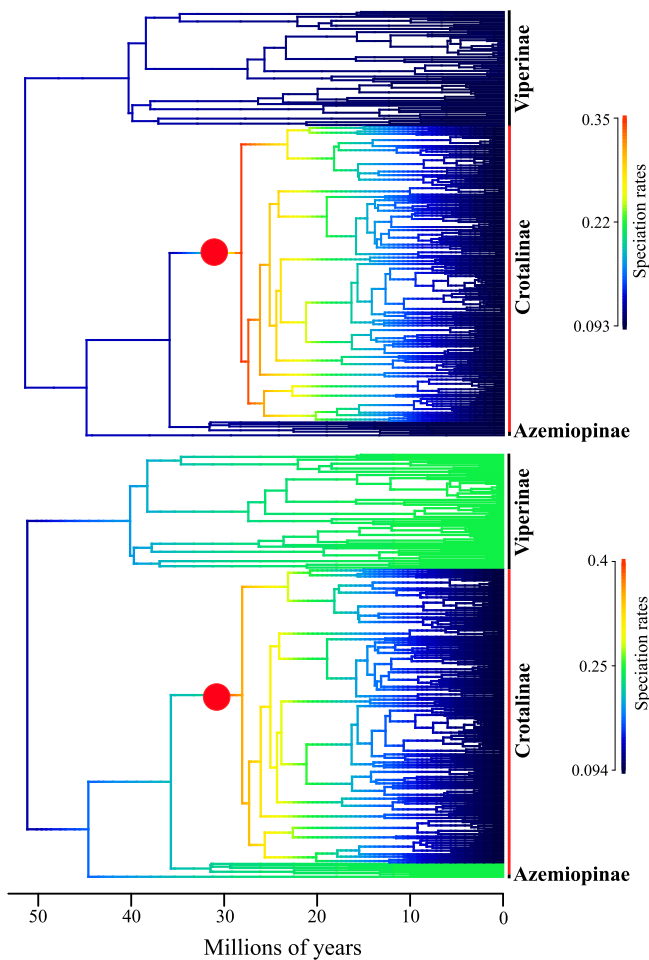 Viperinae
Crotalinae
Azemiopinae
0.35
0.22
0.093
Speciation rates
Viperinae
Crotalinae
Azemiopinae
0.4
0.25
0.094
Speciation rates
50 40 30 20 10 0
Millions of years